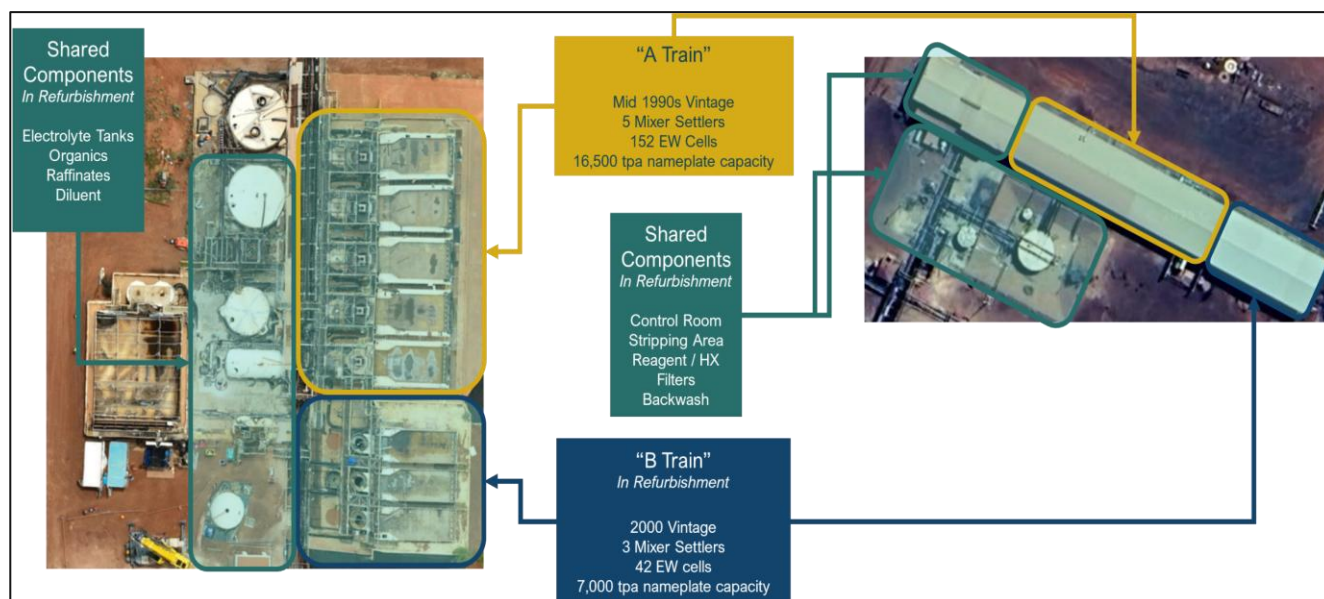 Shared
Components
In Refurbishment
Electrolyte Tanks
Organics
Raffinates
Diluent
“A Train”
Mid 1990s Vintage
5 Mixer Settlers
152 EW Cells
16,500 tpa nameplate capacity
Shared
Components
In Refurbishment
Control Room
Stripping Area
Reagent / HX
Filters
Backwash
“B Train”
In Refurbishment
2000 Vintage
3 Mixer Settlers
42 EW cells
7,000 tpa nameplate capacity